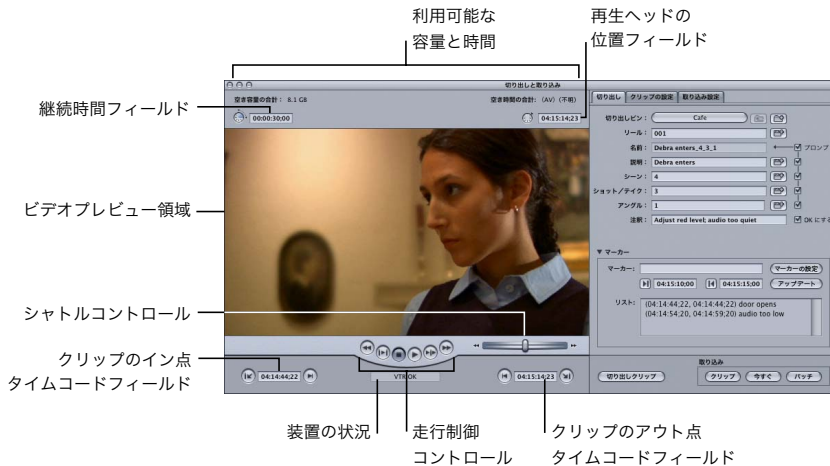 利用可能な
容量と時間
再生ヘッドの
位置フィールド
継続時間フィールド
ビデオプレビュー領域
シャトルコントロール
クリップのイン点
タイムコードフィールド
装置の状況
走行制御
コントロール
クリップのアウト点
タイムコードフィールド
切り出しと取り込み
空き容量の合計： 8.1 GB
空き時間の合計： (AV) (不明)
00:00:30;00
04:15:14;23
04:14:44;22
VTR OK
04:15:14;23
切り出し クリップの設定 取り込み設定
切り出しビン： Cafe
リール： 001
名前： Debra enters_4_3_1 プロンプ
説明： Debra enters
シーン： 4
ショット／テイク： 3
アングル： 1
注釈： Adjust red level; audio too quiet OK にする
マーカー
マーカー： マーカーの設定
04:15:10;00 04:15:15;00 アップデート
リスト： (04:14:44;22, 04:14:44;22) door opens
(04:14:54;20, 04:14:59;20) audio too low
取り込み
切り出しクリップ クリップ 今すぐ バッチ